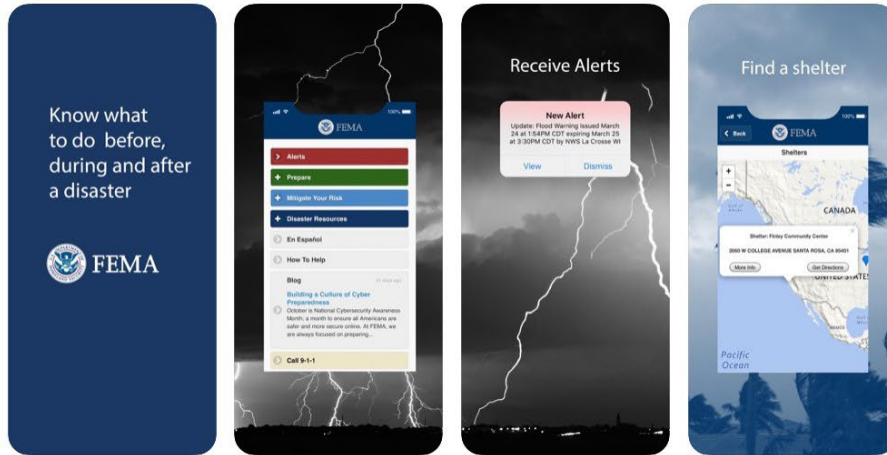 Know what
to do before,
during and after
a disaster
FEMA
100%
FEMA
Alerts
Prepare
Mitigate Your Risk
Disaster Resources
En Español
How To Help
Blog
Building a Culture of Cyber
Preparedness
October is National Cybersecurity Awareness
Month, a month to ensure all Americans are
safer and more secure online. At FEMA, we
are always focused on preparing...
Call 9-1-1
Receive Alerts
New Alert
Update: Flood Warning Issued March
24 at 1:54PM CDT expiring March 25
at 3:30PM CDT by NWS La Crosse WI
View Dismiss
Find a shelter
100%
Back FEMA
Shelters
+
−
CANADA
Shelter: Finley Community Center
2060 W COLLEGE AVENUE SANTA ROSA, CA 95401
More Info Get Directions
UNITED STATES
MEXICO
Pacific
Ocean